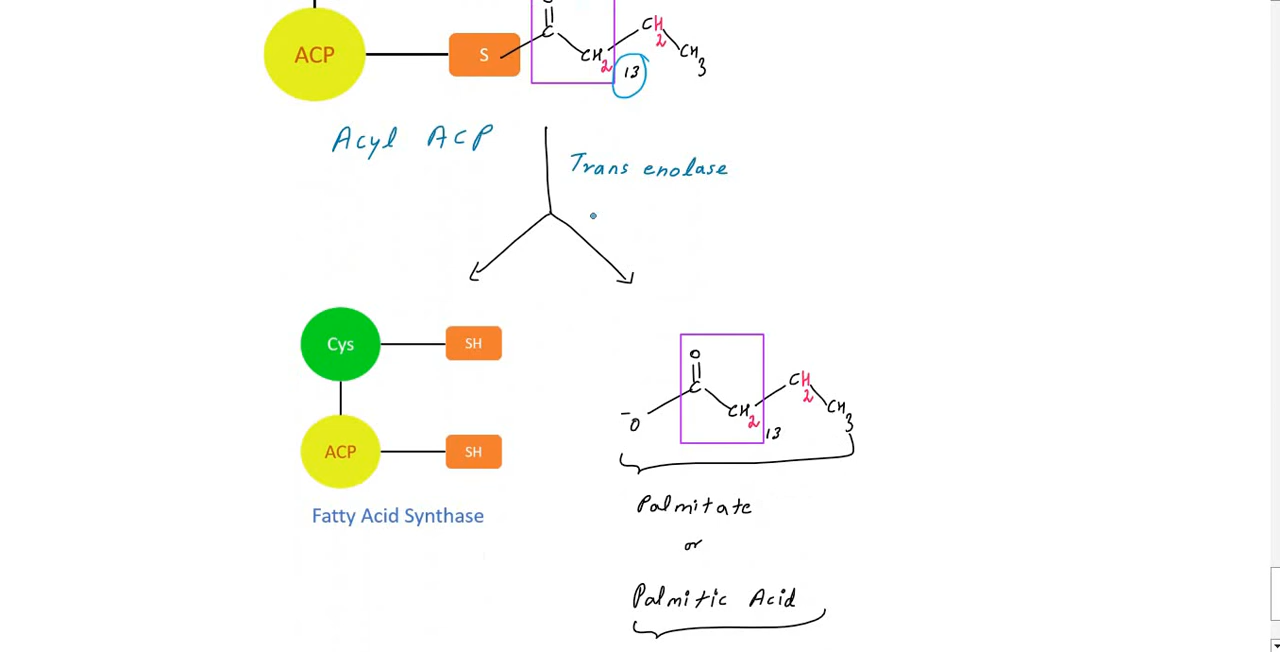 O
ACP
S
C
CH2
13
CH2
CH3
Acyl ACP
Trans enolase
Cys
SH
ACP
SH
Fatty Acid Synthase
O
C
CH2
13
CH2
CH3
-O
Palmitate
or
Palmitic Acid